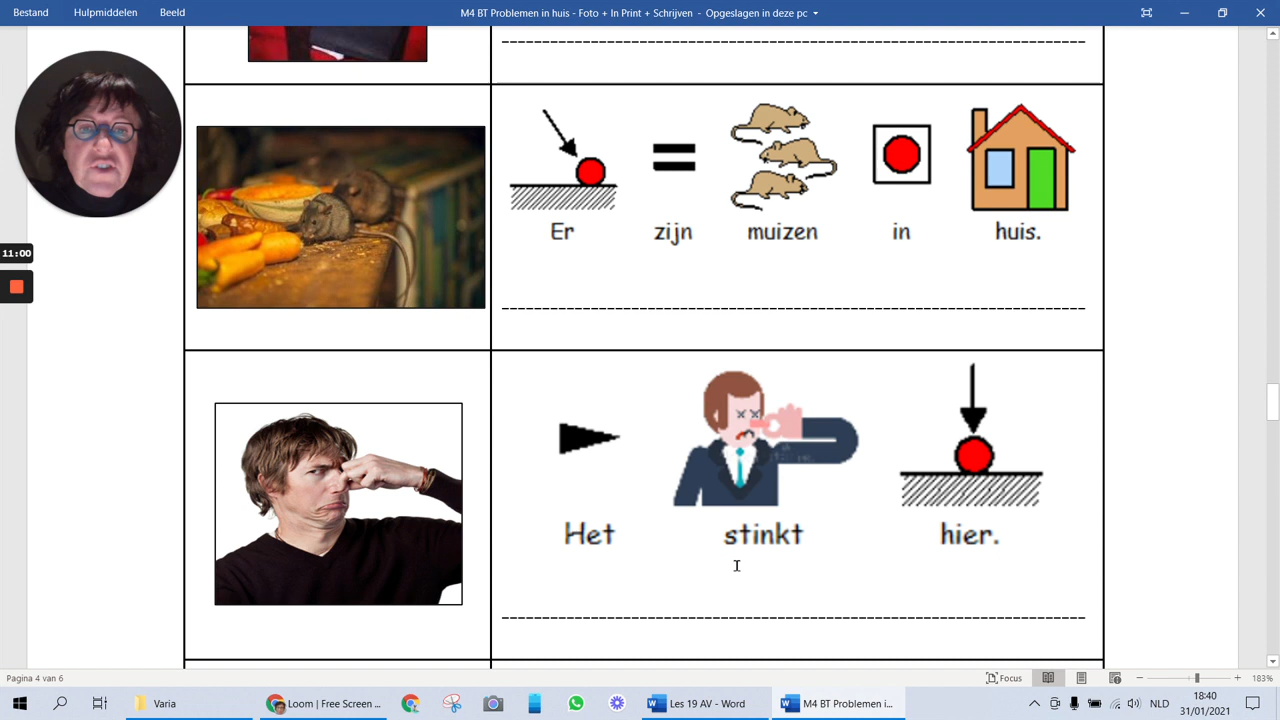 Bestand Hulpmiddelen Beeld M4 BT Problemen in huis - Foto + In Print + Schrijven - Opgeslagen in deze pc
11:00
Er zijn muizen in huis.
Het stinkt hier.
Pagina 4 van 6 Focus 183%
Varia Loom | Free Screen ... Les 19 AV - Word M4 BT Problemen i... NLD 18:40
31/01/2021